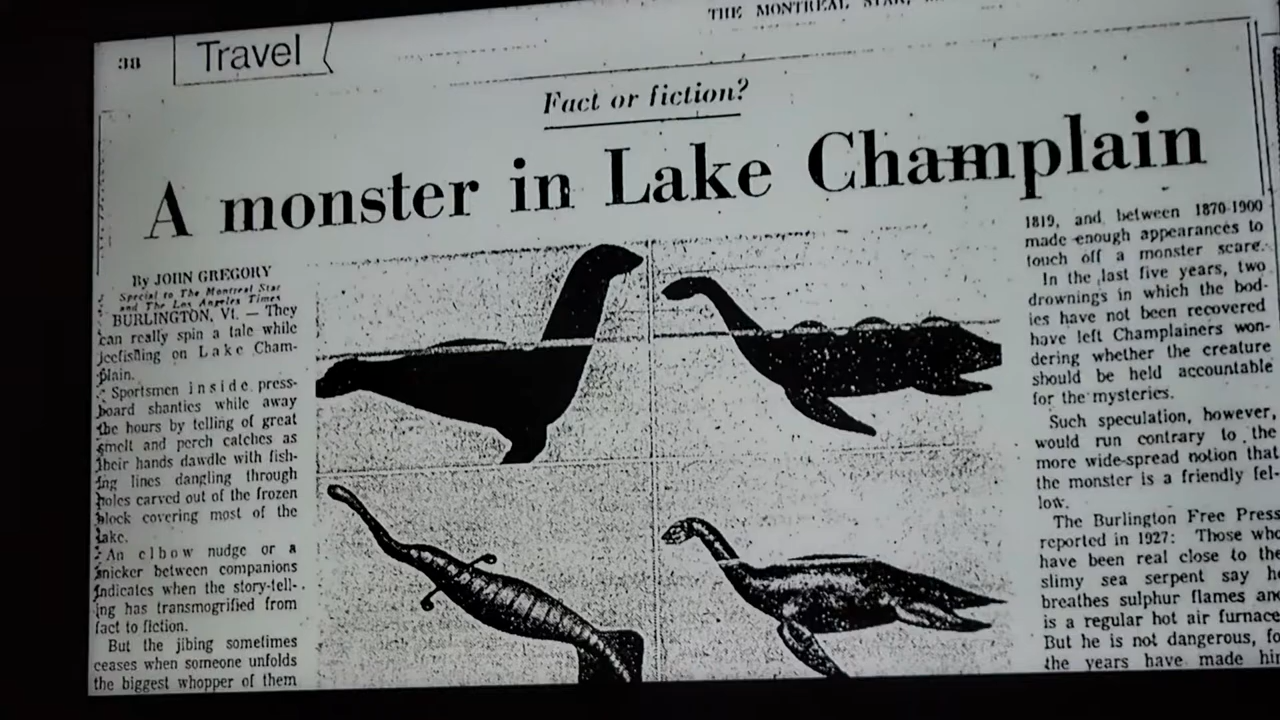 THE MONTREAL STAR,
38
Travel
Fact or fiction?
A monster in Lake Champlain
By JOHN GREGORY
Special to The Montreal Star
and The Los Angeles Times
BURLINGTON, Vt. — They
can really spin a tale while
icefishing on Lake Cham-
plain.
Sportsmen inside press-
board shanties while away
the hours by telling of great
smelt and perch catches as
their hands dawdle with fish-
ing lines dangling through
holes carved out of the frozen
block covering most of the
lake.
An elbow nudge or a
snicker between companions
indicates when the story-tell-
ing has transmogrified from
fact to fiction.
But the jibing sometimes
ceases when someone unfolds
the biggest whopper of them
1819, and between 1870-1900
made enough appearances to
touch off a monster scare.
In the last five years, two
drownings in which the bod-
ies have not been recovered
have left Champlainers won-
dering whether the creature
should be held accountable
for the mysteries.
Such speculation, however,
would run contrary to the
more wide-spread notion that
the monster is a friendly fel-
low.
The Burlington Free Press
reported in 1927: Those who
have been real close to the
slimy sea serpent say he
breathes sulphur flames and
is a regular hot air furnace
But he is not dangerous, fo
the years have made him